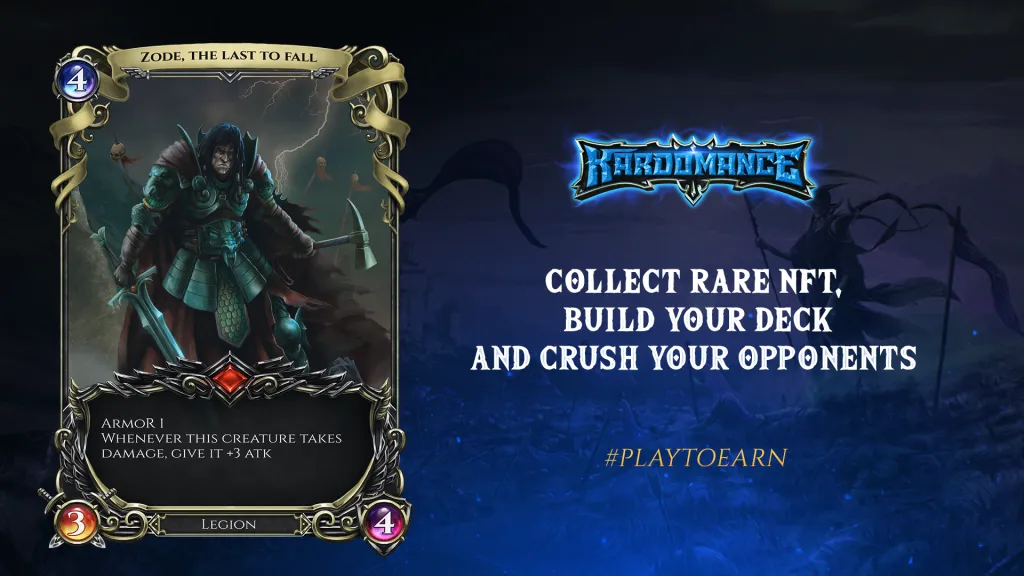 ZODE, THE LAST TO FALL
4
ARMOR 1
WHENEVER THIS CREATURE TAKES
DAMAGE, GIVE IT +3 ATK
3
LEGION
4
KARDOMANCE
COLLECT RARE NFT,
BUILD YOUR DECK
AND CRUSH YOUR OPPONENTS
#PLAYTOEARN